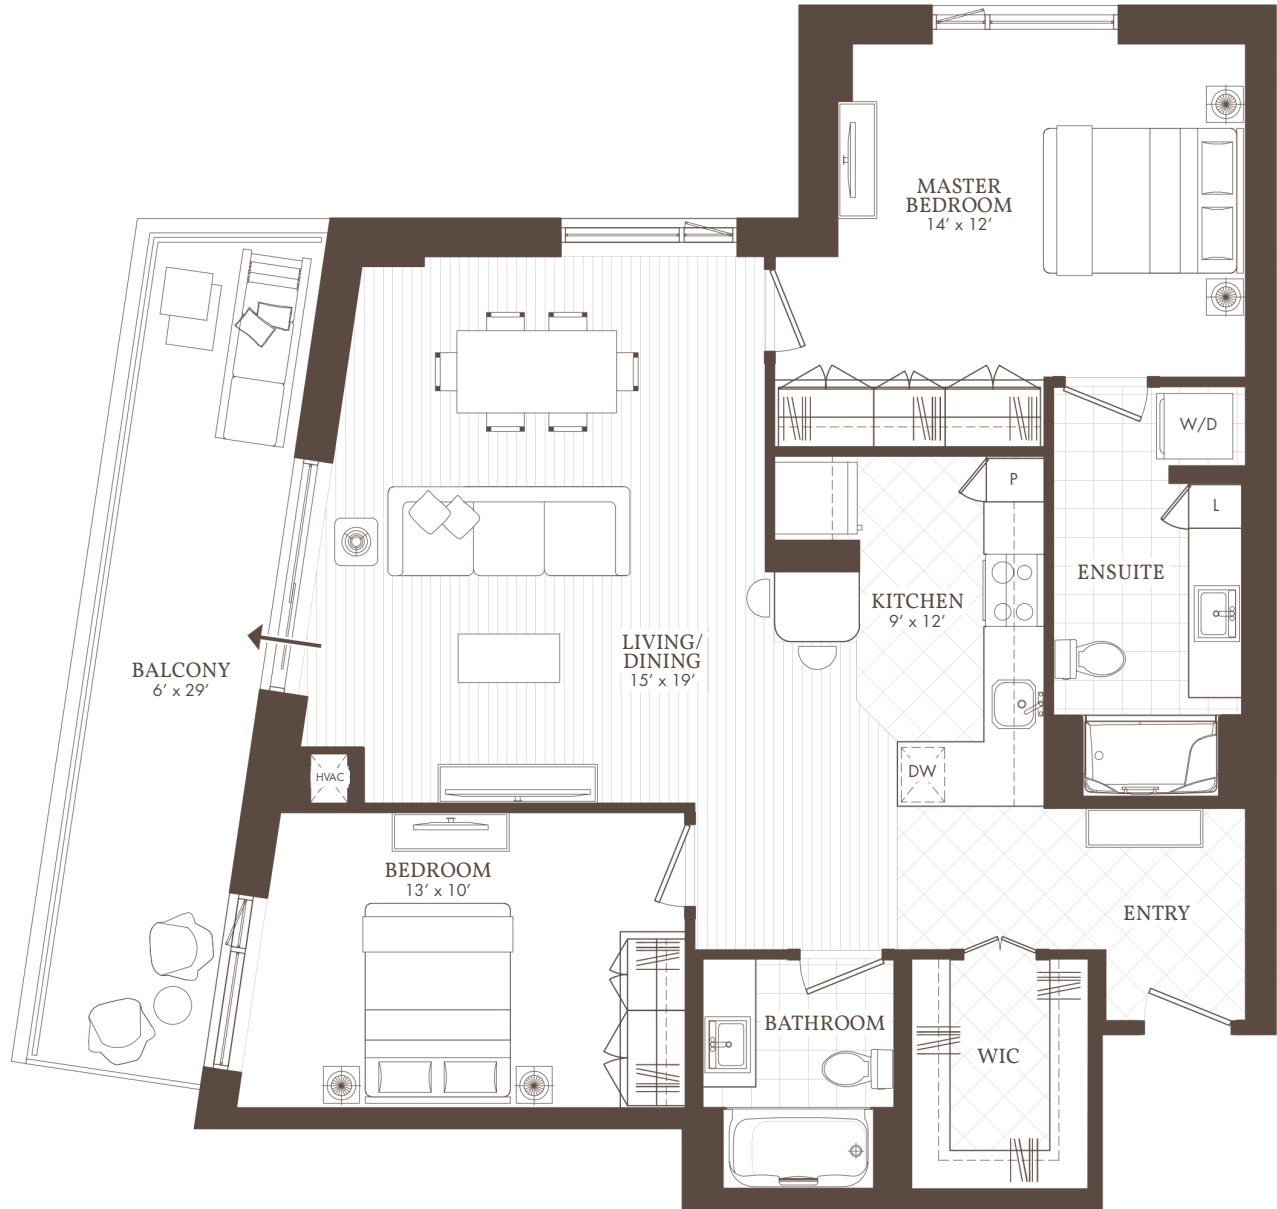 MASTER
BEDROOM
14′ x 12′
W/D
P
L
ENSUITE
KITCHEN
9′ x 12′
LIVING/
DINING
15′ x 19′
BALCONY
6′ x 29′
HVAC
DW
BEDROOM
13′ x 10′
ENTRY
BATHROOM
WIC